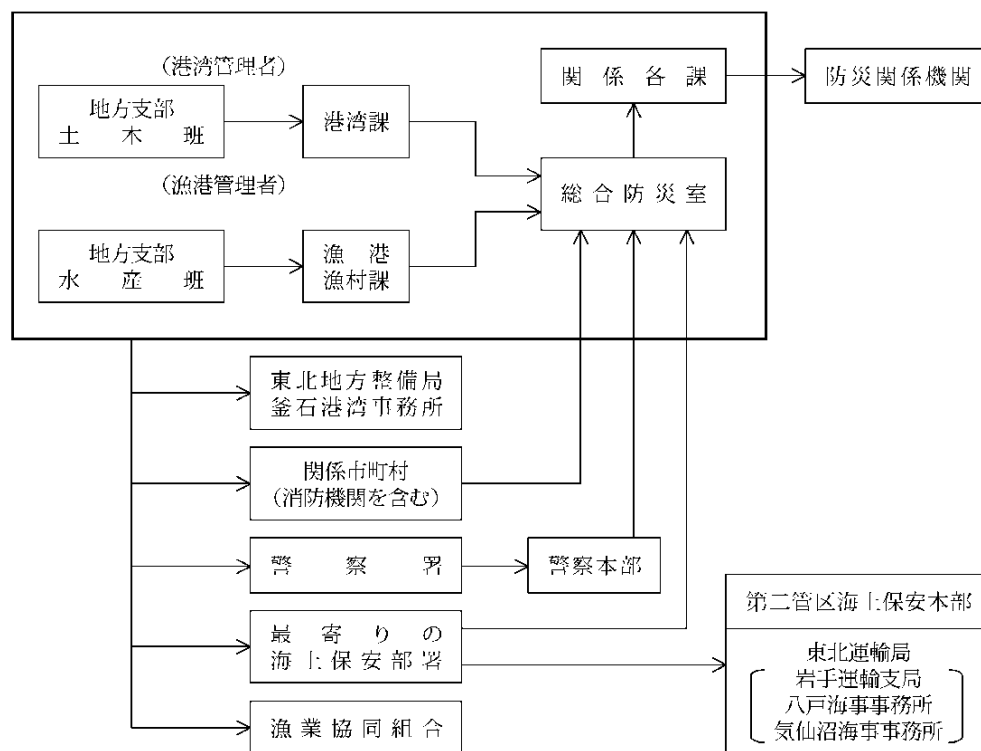 (港湾管理者)
地方支部
土木班
港湾課
関係各課
防災関係機関
(漁港管理者)
総合防災室
地方支部
水産班
漁港
漁村課
東北地方整備局
釜石港湾事務所
関係市町村
(消防機関を含む)
警察署
警察本部
最寄りの
海上保安部署
漁業協同組合
第二管区海上保安本部
東北運輸局
岩手運輸支局
八戸海事事務所
気仙沼海事事務所